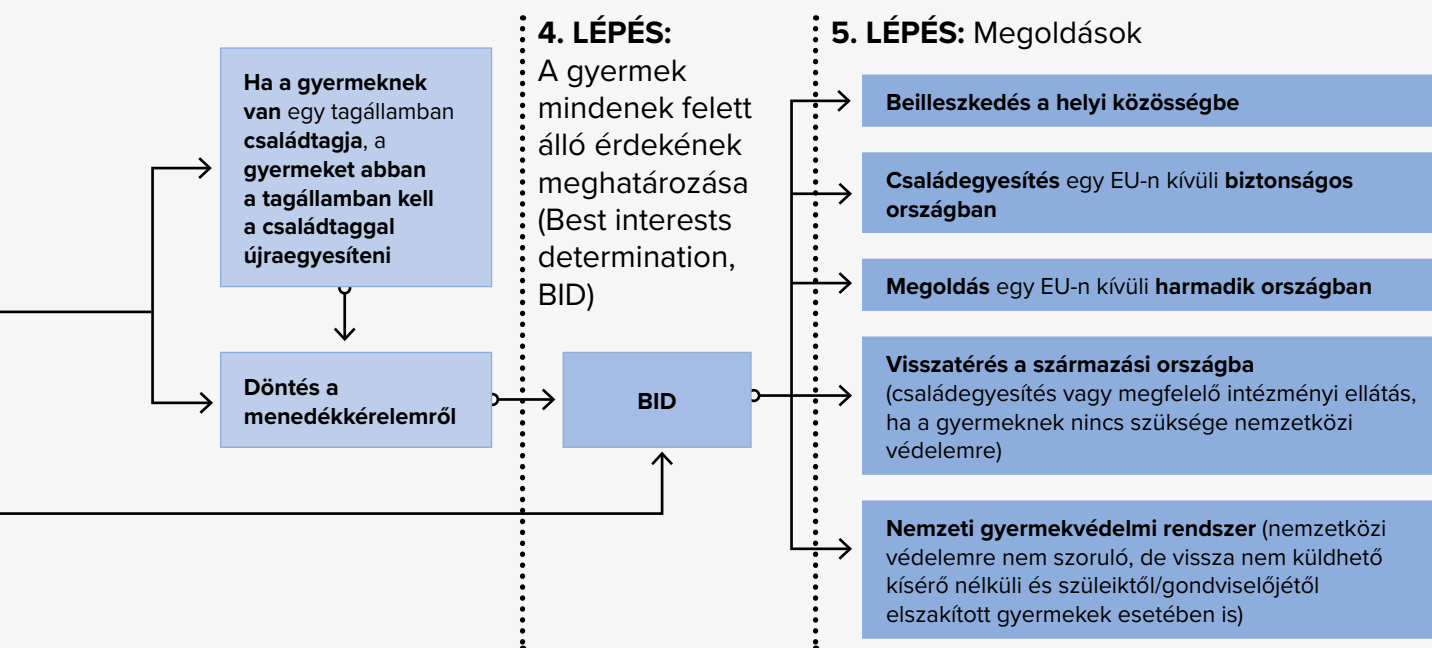 Ha a gyermeknek
van egy tagállamban
családtagja, a
gyermeket abban
a tagállamban kell
a családtaggal
újraegyesíteni
Döntés a
menedékkérelemről
4. LÉPÉS:
A gyermek
mindenek felett
álló érdekének
meghatározása
(Best interests
determination,
BID)
BID
5. LÉPÉS: Megoldások
Beilleszkedés a helyi közösségbe
Családegyesítés egy EU-n kívüli biztonságos
országban
Megoldás egy EU-n kívüli harmadik országban
Visszatérés a származási országba
(családegyesítés vagy megfelelő intézményi ellátás,
ha a gyermeknek nincs szüksége nemzetközi
védelemre)
Nemzeti gyermekvédelmi rendszer (nemzetközi
védelemre nem szoruló, de vissza nem küldhető
kísérő nélküli és szüleiktől/gondviselőjétől
elszakított gyermekek esetében is)